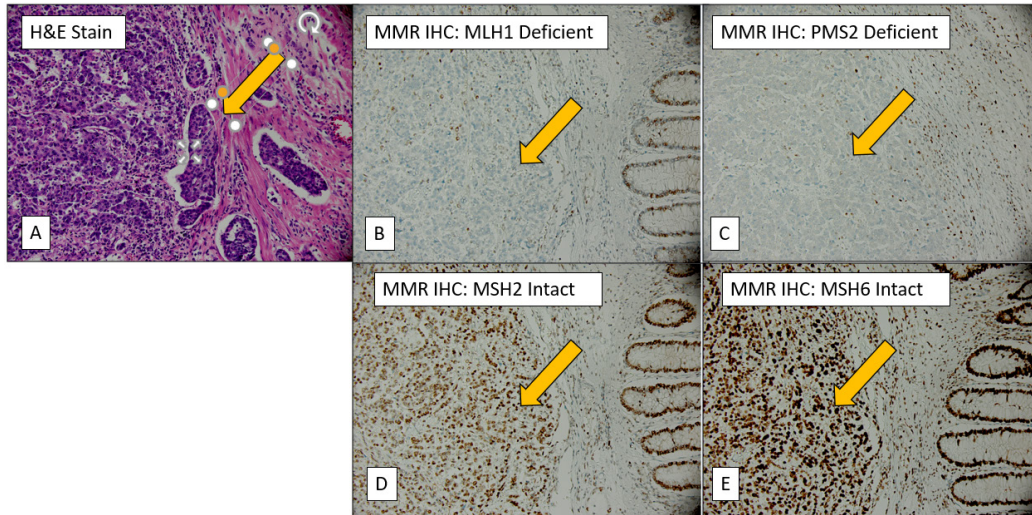 H&E Stain
MMR IHC: MLH1 Deficient
MMR IHC: PMS2 Deficient
A
B
C
MMR IHC: MSH2 Intact
MMR IHC: MSH6 Intact
D
E